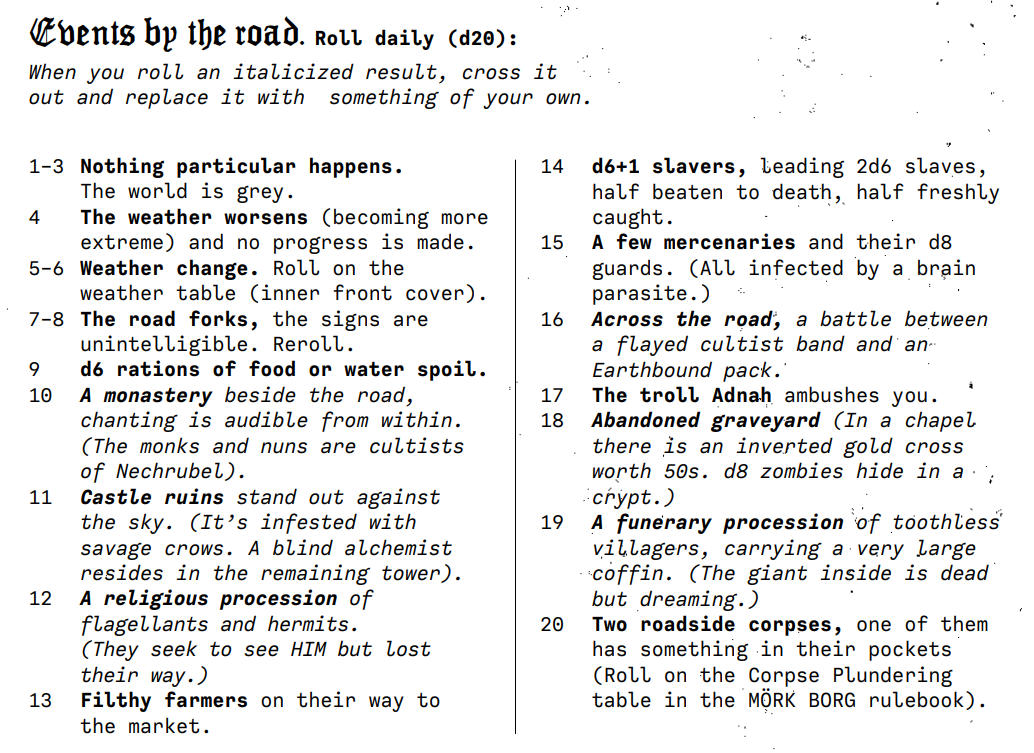 Events by the road. Roll daily (d20):
When you roll an italicized result, cross it
out and replace it with something of your own.
1–3 Nothing particular happens.
The world is grey.
4 The weather worsens (becoming more
extreme) and no progress is made.
5–6 Weather change. Roll on the
weather table (inner front cover).
7–8 The road forks, the signs are
unintelligible. Reroll.
9 d6 rations of food or water spoil.
10 A monastery beside the road,
chanting is audible from within.
(The monks and nuns are cultists
of Nechrubel).
11 Castle ruins stand out against
the sky. (It’s infested with
savage crows. A blind alchemist
resides in the remaining tower).
12 A religious procession of
flagellants and hermits.
(They seek to see HIM but lost
their way.)
13 Filthy farmers on their way to
the market.
14 d6+1 slavers, leading 2d6 slaves,
half beaten to death, half freshly
caught.
15 A few mercenaries and their d8
guards. (All infected by a brain
parasite.)
16 Across the road, a battle between
a flayed cultist band and an
Earthbound pack.
17 The troll Adnah ambushes you.
18 Abandoned graveyard (In a chapel
there is an inverted gold cross
worth 50s. d8 zombies hide in a
crypt.)
19 A funerary procession of toothless
villagers, carrying a very large
coffin. (The giant inside is dead
but dreaming.)
20 Two roadside corpses, one of them
has something in their pockets
(Roll on the Corpse Plundering
table in the MÖRK BORG rulebook).